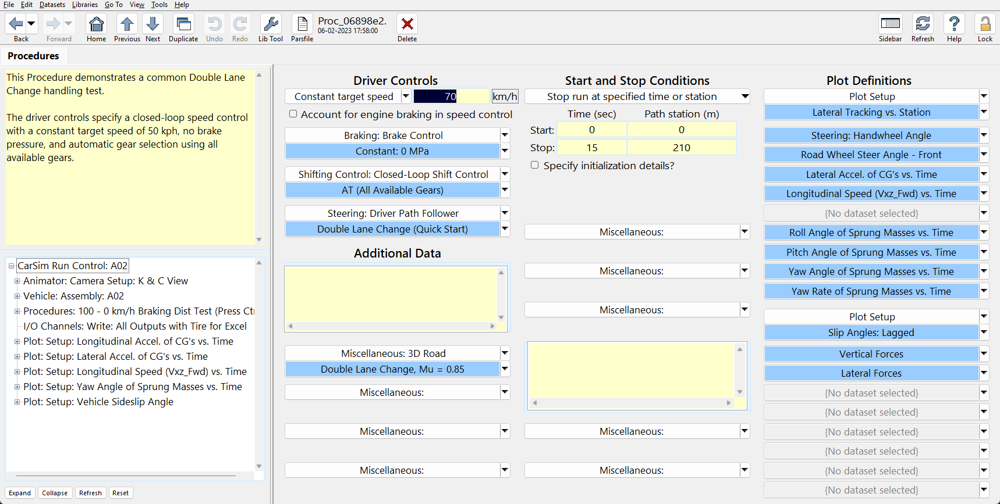 File Edit Datasets Libraries Go To View Tools Help
Back Forward Home Previous Next Duplicate Undo Redo Lib Tool Parsfile
Proc_06898e2.
06-02-2023 17:58:00
Delete Sidebar Refresh Help Lock
Procedures
This Procedure demonstrates a common Double Lane
Change handling test.
The driver controls specify a closed-loop speed control
with a constant target speed of 50 kph, no brake
pressure, and automatic gear selection using all
available gears.
CarSim Run Control: A02
Animator: Camera Setup: K & C View
Vehicle: Assembly: A02
Procedures: 100 - 0 km/h Braking Dist Test (Press Ctr
I/O Channels: Write: All Outputs with Tire for Excel
Plot: Setup: Longitudinal Accel. of CG's vs. Time
Plot: Setup: Lateral Accel. of CG's vs. Time
Plot: Setup: Longitudinal Speed (Vxz_Fwd) vs. Time
Plot: Setup: Yaw Angle of Sprung Masses vs. Time
Plot: Setup: Vehicle Sideslip Angle
Expand Collapse Refresh Reset
Driver Controls
Constant target speed 70 km/h
Account for engine braking in speed control
Braking: Brake Control
Constant: 0 MPa
Shifting Control: Closed-Loop Shift Control
AT (All Available Gears)
Steering: Driver Path Follower
Double Lane Change (Quick Start)
Additional Data
Miscellaneous: 3D Road
Double Lane Change, Mu = 0.85
Miscellaneous:
Miscellaneous:
Miscellaneous:
Start and Stop Conditions
Stop run at specified time or station
Time (sec) Path station (m)
Start: 0 0
Stop: 15 210
Specify initialization details?
Miscellaneous:
Miscellaneous:
Miscellaneous:
Miscellaneous:
Miscellaneous:
Plot Definitions
Plot Setup
Lateral Tracking vs. Station
Steering: Handwheel Angle
Road Wheel Steer Angle - Front
Lateral Accel. of CG's vs. Time
Longitudinal Speed (Vxz_Fwd) vs. Time
{No dataset selected}
Roll Angle of Sprung Masses vs. Time
Pitch Angle of Sprung Masses vs. Time
Yaw Angle of Sprung Masses vs. Time
Yaw Rate of Sprung Masses vs. Time
Plot Setup
Slip Angles: Lagged
Vertical Forces
Lateral Forces
{No dataset selected}
{No dataset selected}
{No dataset selected}
{No dataset selected}
{No dataset selected}
{No dataset selected}